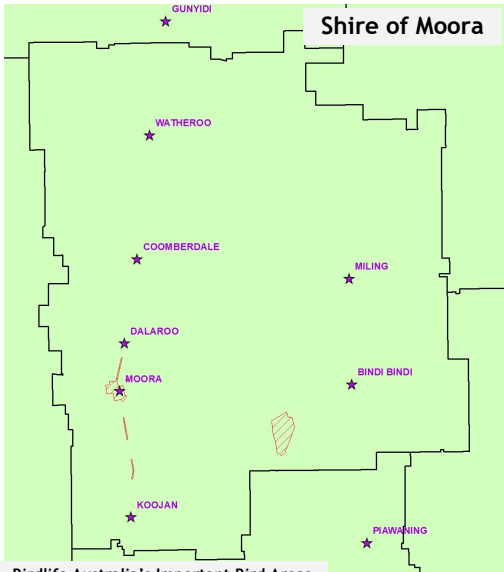 GUNYIDI
Shire of Moora
WATHEROO
COOMBERDALE
MILING
DALAROO
MOORA
BINDI BINDI
KOOJAN
PIAWANING
Birdlife Australia's Important Bird Areas